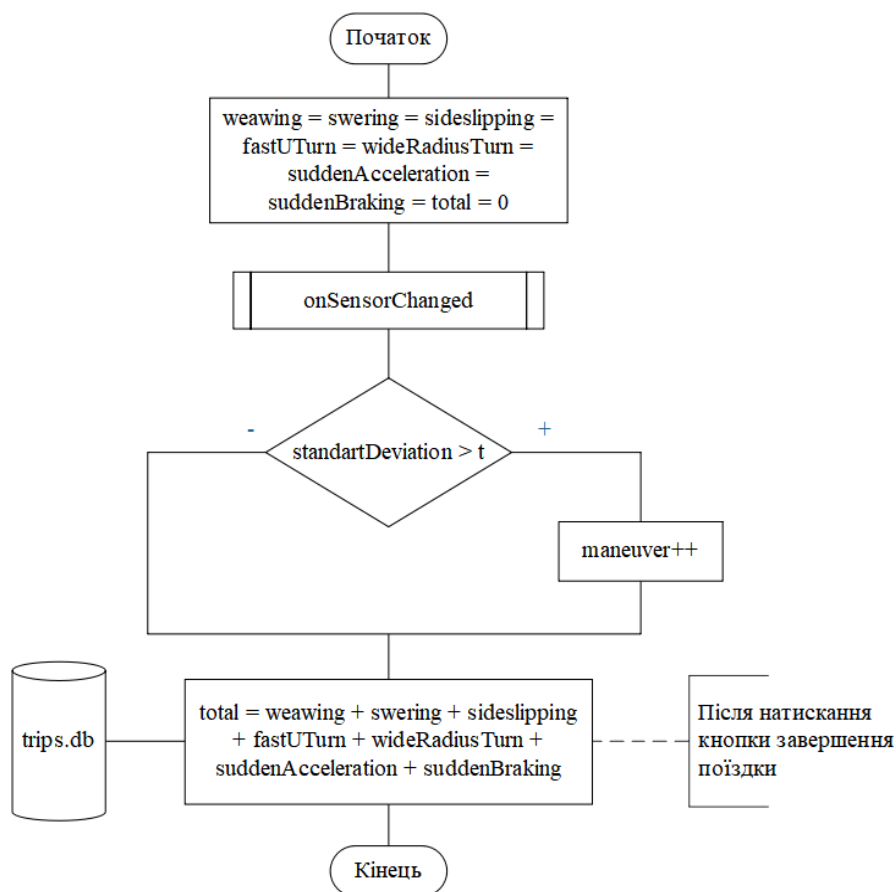 Початок
weawing = swering = sideslipping =
fastUTurn = wideRadiusTurn =
suddenAcceleration =
suddenBraking = total = 0
onSensorChanged
-
+
standartDeviation > t
maneuver++
trips.db
total = weawing + swering + sideslipping
+ fastUTurn + wideRadiusTurn +
suddenAcceleration + suddenBraking
Після натискання
кнопки завершення
поїздки
Кінець